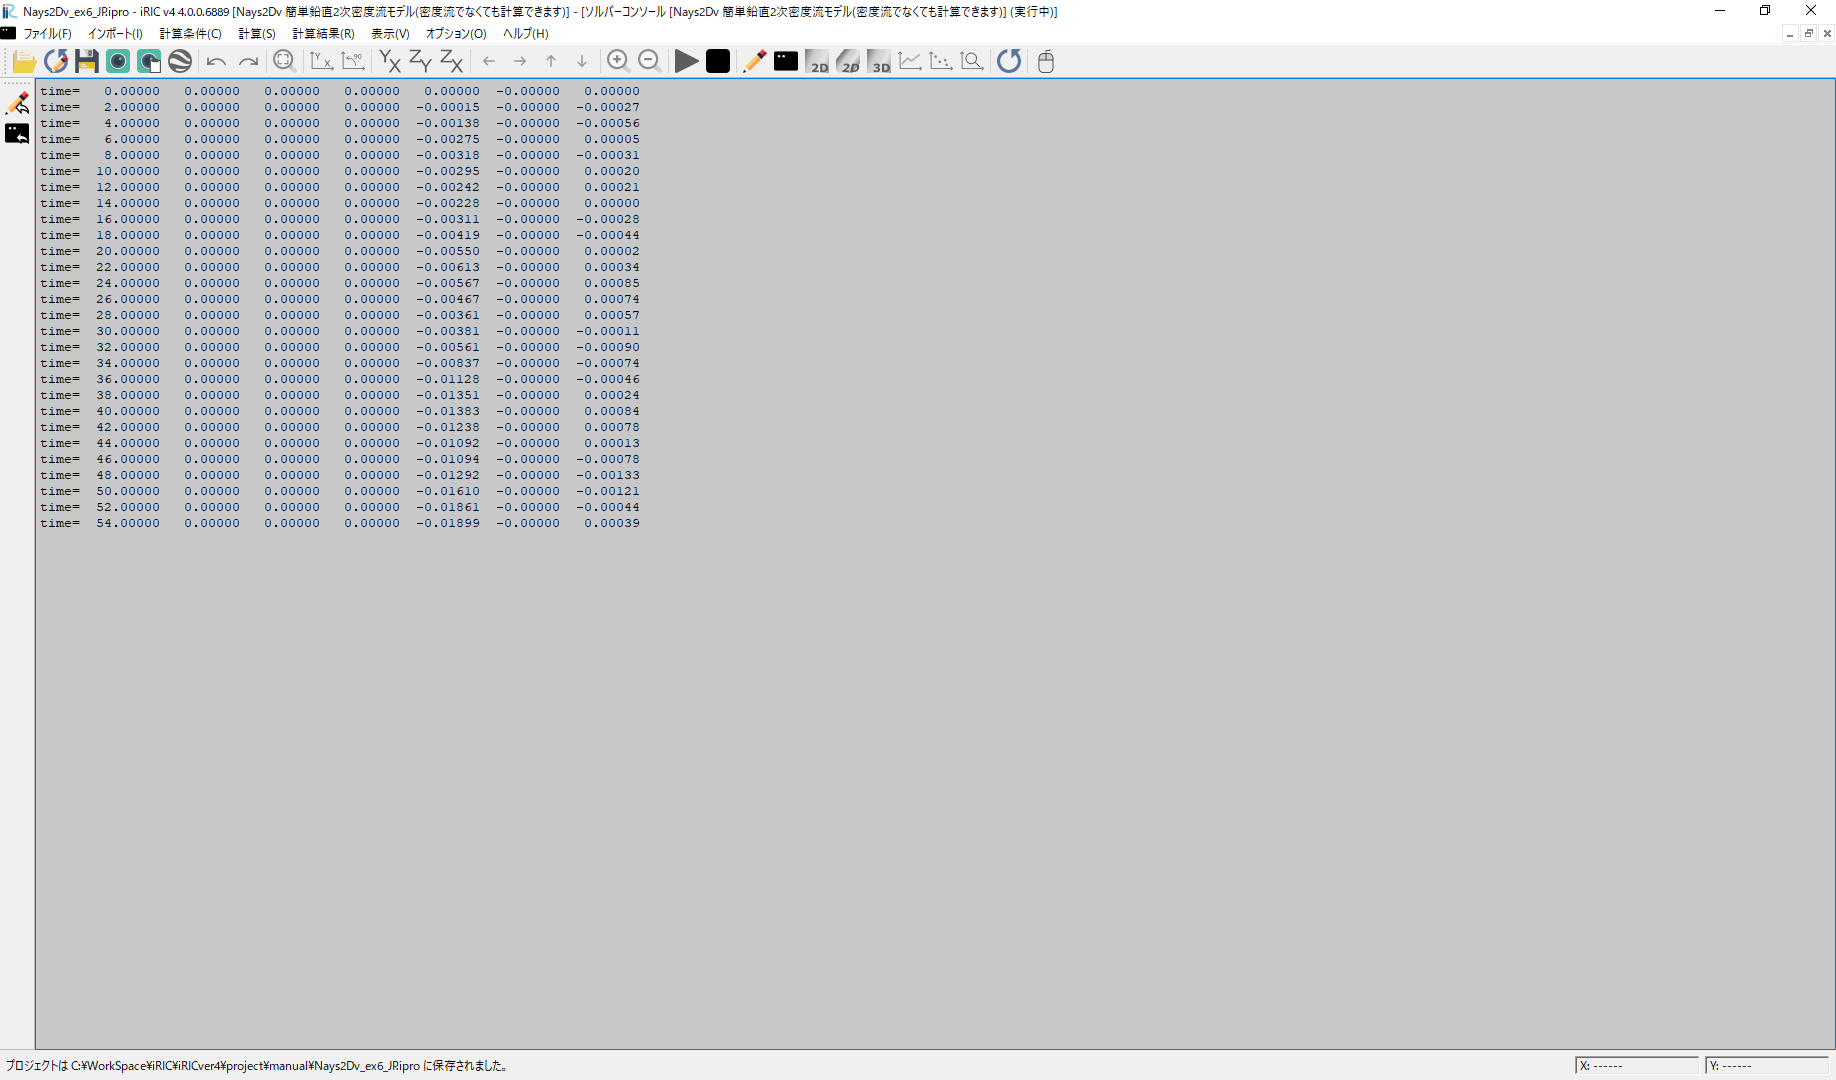 Nays2Dv_ex6_JP.ipro - iRIC v4 4.0.0.6889 [Nays2Dv 簡単鉛直2次密度流モデル(密度流でなくても計算できます)] - [ソルバーコンソール [Nays2Dv 簡単鉛直2次密度流モデル(密度流でなくても計算できます)] (実行中)]
ファイル(F) インポート(I) 計算条件(C) 計算(S) 計算結果(R) 表示(V) オプション(O) ヘルプ(H)
YX ZY ZX 2D 2D 3D
time= 0.00000 0.00000 0.00000 0.00000 0.00000 -0.00000 0.00000
time= 2.00000 0.00000 0.00000 0.00000 -0.00015 -0.00000 -0.00027
time= 4.00000 0.00000 0.00000 0.00000 -0.00138 -0.00000 -0.00056
time= 6.00000 0.00000 0.00000 0.00000 -0.00275 -0.00000 0.00005
time= 8.00000 0.00000 0.00000 0.00000 -0.00318 -0.00000 -0.00031
time= 10.00000 0.00000 0.00000 0.00000 -0.00295 -0.00000 0.00020
time= 12.00000 0.00000 0.00000 0.00000 -0.00242 -0.00000 0.00021
time= 14.00000 0.00000 0.00000 0.00000 -0.00228 -0.00000 0.00000
time= 16.00000 0.00000 0.00000 0.00000 -0.00311 -0.00000 -0.00028
time= 18.00000 0.00000 0.00000 0.00000 -0.00419 -0.00000 -0.00044
time= 20.00000 0.00000 0.00000 0.00000 -0.00550 -0.00000 0.00002
time= 22.00000 0.00000 0.00000 0.00000 -0.00613 -0.00000 0.00034
time= 24.00000 0.00000 0.00000 0.00000 -0.00567 -0.00000 0.00085
time= 26.00000 0.00000 0.00000 0.00000 -0.00467 -0.00000 0.00074
time= 28.00000 0.00000 0.00000 0.00000 -0.00361 -0.00000 0.00057
time= 30.00000 0.00000 0.00000 0.00000 -0.00381 -0.00000 -0.00011
time= 32.00000 0.00000 0.00000 0.00000 -0.00561 -0.00000 -0.00090
time= 34.00000 0.00000 0.00000 0.00000 -0.00837 -0.00000 -0.00074
time= 36.00000 0.00000 0.00000 0.00000 -0.01128 -0.00000 -0.00046
time= 38.00000 0.00000 0.00000 0.00000 -0.01351 -0.00000 0.00024
time= 40.00000 0.00000 0.00000 0.00000 -0.01383 -0.00000 0.00084
time= 42.00000 0.00000 0.00000 0.00000 -0.01238 -0.00000 0.00078
time= 44.00000 0.00000 0.00000 0.00000 -0.01092 -0.00000 0.00013
time= 46.00000 0.00000 0.00000 0.00000 -0.01094 -0.00000 -0.00078
time= 48.00000 0.00000 0.00000 0.00000 -0.01292 -0.00000 -0.00133
time= 50.00000 0.00000 0.00000 0.00000 -0.01610 -0.00000 -0.00121
time= 52.00000 0.00000 0.00000 0.00000 -0.01861 -0.00000 -0.00044
time= 54.00000 0.00000 0.00000 0.00000 -0.01899 -0.00000 0.00039
プロジェクトは C:¥WorkSpace¥iRIC¥iRICver4¥project¥manual¥Nays2Dv_ex6_JP.ipro に保存されました。
X: ------ Y: ------